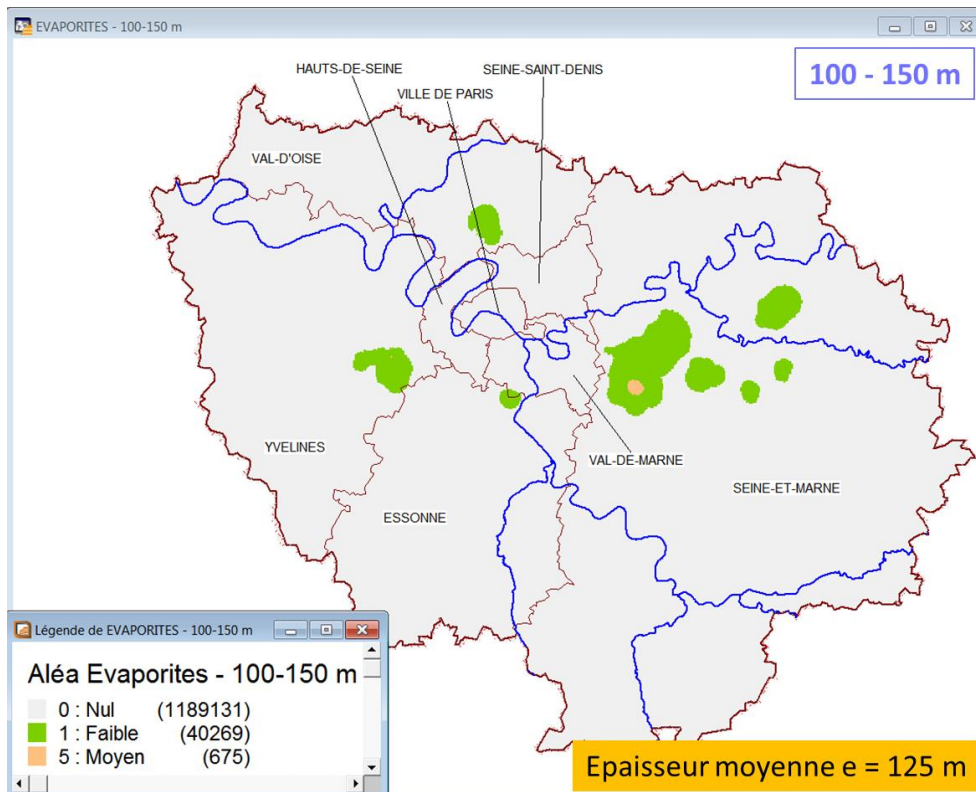 EVAPORITES - 100-150 m
100 - 150 m
HAUTS-DE-SEINE
SEINE-SAINT-DENIS
VILLE DE PARIS
VAL-D'OISE
YVELINES
VAL-DE-MARNE
SEINE-ET-MARNE
ESSONNE
Légende de EVAPORITES - 100-150 m
Aléa Evaporites - 100-150 m
0 : Nul (1189131)
1 : Faible (40269)
5 : Moyen (675)
Epaisseur moyenne e = 125 m